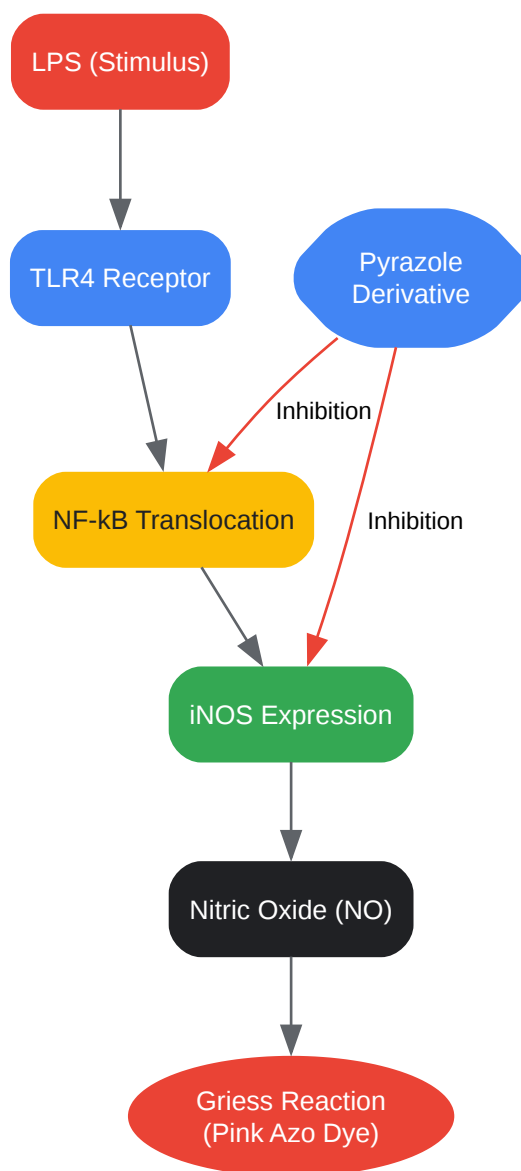 LPS (Stimulus)
TLR4 Receptor
Pyrazole
Derivative
Inhibition
NF-kB Translocation
Inhibition
iNOS Expression
Nitric Oxide (NO)
Griess Reaction
(Pink Azo Dye)